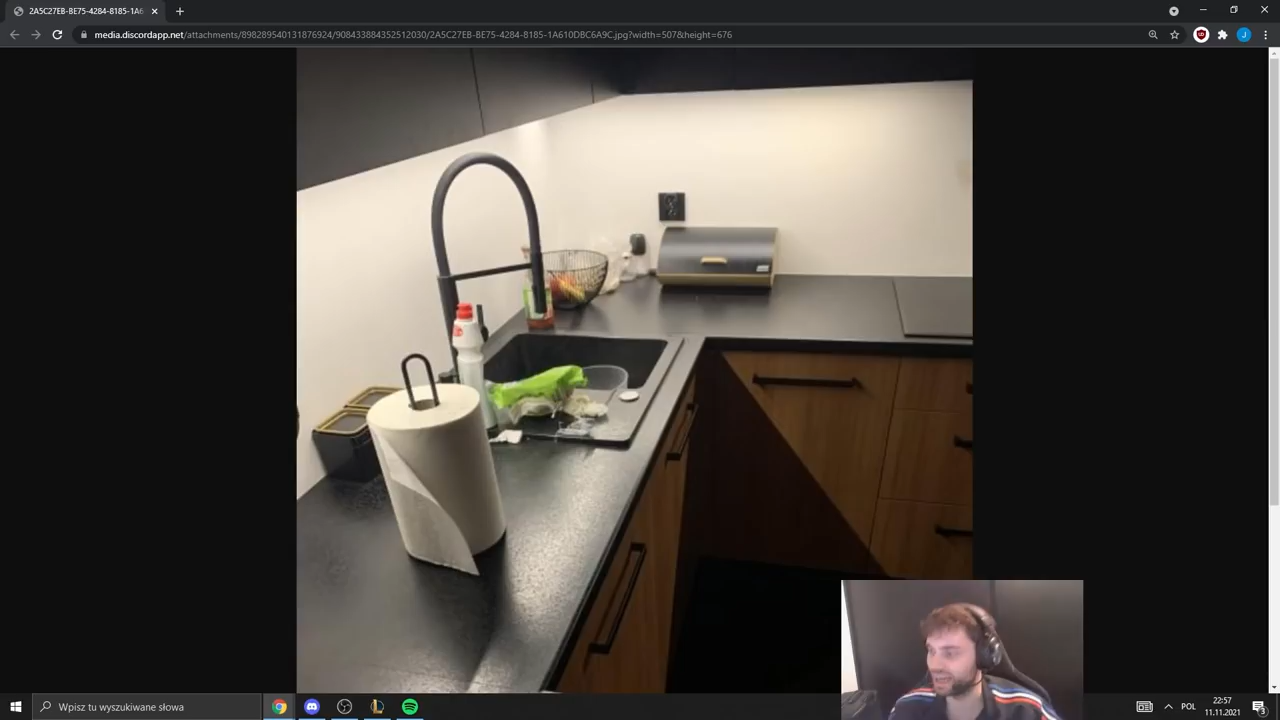 2A5C27EB-BE75-4284-8185-1A6
media.discordapp.net/attachments/898289540131876924/908433884352512030/2A5C27EB-BE75-4284-8185-1A610DBC6A9C.jpg?width=507&height=676
J
Wpisz tu wyszukiwane słowa
POL
22:57
11.11.2021